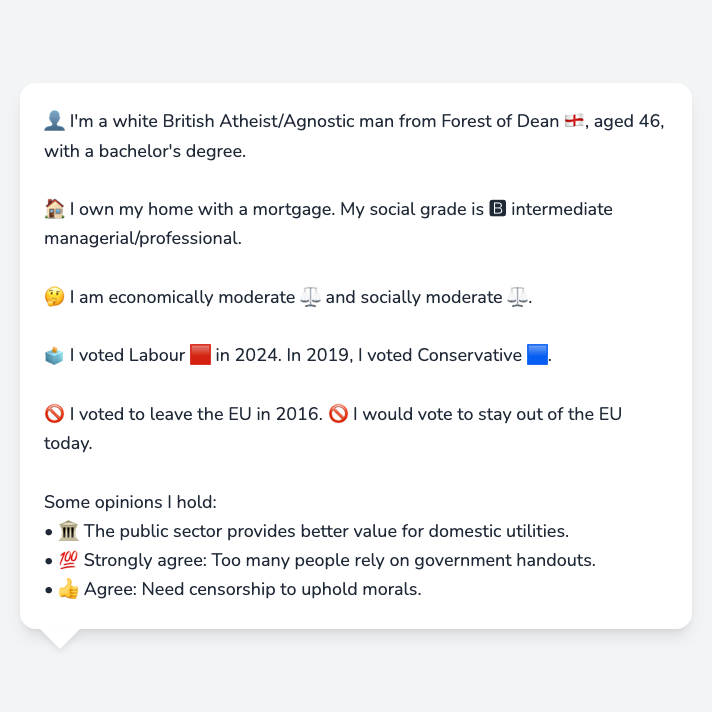 👤 I'm a white British Atheist/Agnostic man from Forest of Dean 🏴󠁧󠁢󠁥󠁮󠁧󠁿, aged 46,
with a bachelor's degree.
🏠 I own my home with a mortgage. My social grade is 🅱 intermediate
managerial/professional.
🤔 I am economically moderate ⚖️ and socially moderate ⚖️.
🗳️ I voted Labour 🟥 in 2024. In 2019, I voted Conservative 🟦.
🚫 I voted to leave the EU in 2016. 🚫 I would vote to stay out of the EU
today.
Some opinions I hold:
• 🏛️ The public sector provides better value for domestic utilities.
• 💯 Strongly agree: Too many people rely on government handouts.
• 👍 Agree: Need censorship to uphold morals.